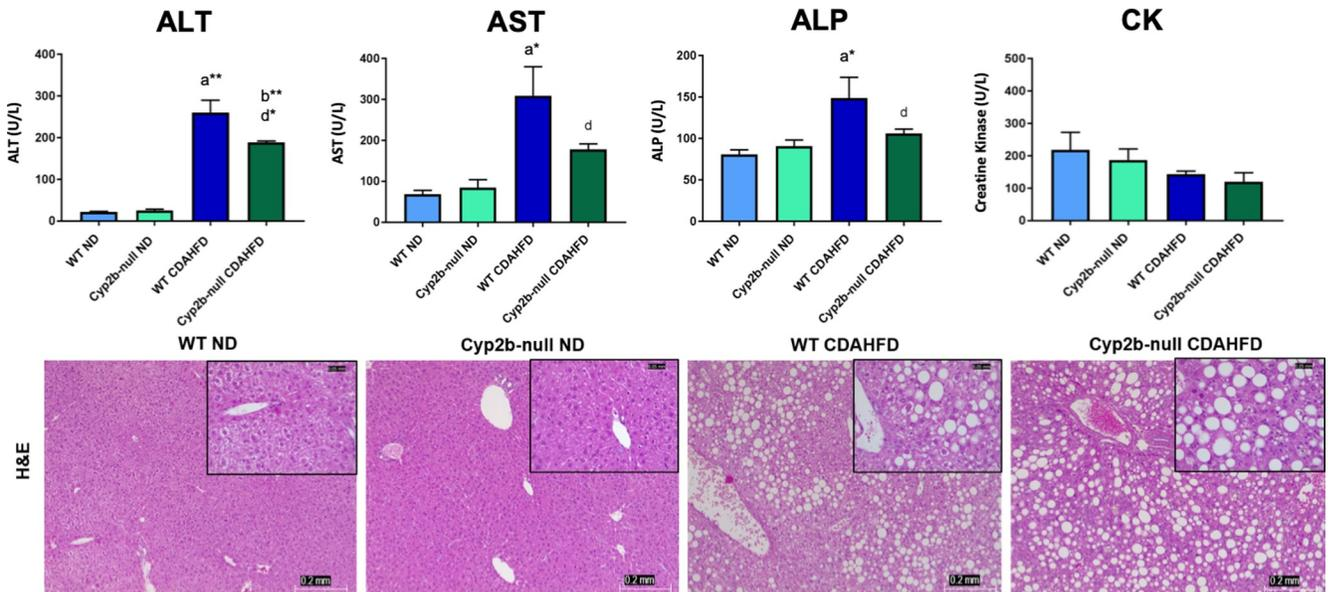 ALT
AST
ALP
CK
ALT (U/L)
400
300
200
100
0
a**
b**
d*
WT ND
Cyp2b-null ND
WT CDAHFD
Cyp2b-null CDAHFD
AST (U/L)
400
300
200
100
0
a*
d
WT ND
Cyp2b-null ND
WT CDAHFD
Cyp2b-null CDAHFD
ALP (U/L)
200
150
100
50
0
a*
d
WT ND
Cyp2b-null ND
WT CDAHFD
Cyp2b-null CDAHFD
Creatine Kinase (U/L)
500
400
300
200
100
0
WT ND
Cyp2b-null ND
WT CDAHFD
Cyp2b-null CDAHFD
WT ND
Cyp2b-null ND
WT CDAHFD
Cyp2b-null CDAHFD
H&E
0.2 mm
0.2 mm
0.2 mm
0.2 mm